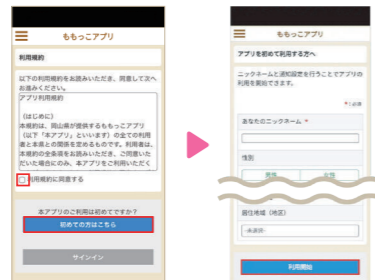 ももっこアプリ
利用規約
以下の利用規約をお読みいただき、同意して次へ
お進みください。
アプリ利用規約
(はじめに)
本規約は、岡山県が提供するももっこアプリ
(以下「本アプリ」といいます)の全ての利用
者と本県との関係を定めるものです。利用者は、
本規約の全条項をお読みいただき、ご同意いた
だいた場合にのみ、本アプリをご利用いただく
利用規約に同意する
本アプリのご利用は初めてですか?
初めての方はこちら
サインイン
ももっこアプリ
アプリを初めて利用する方へ
ニックネームと通知設定を行うことでアプリの
利用を開始できます。
*:必須
あなたのニックネーム *
性別
男性 女性
居住地域(地区)
-未選択-
利用開始